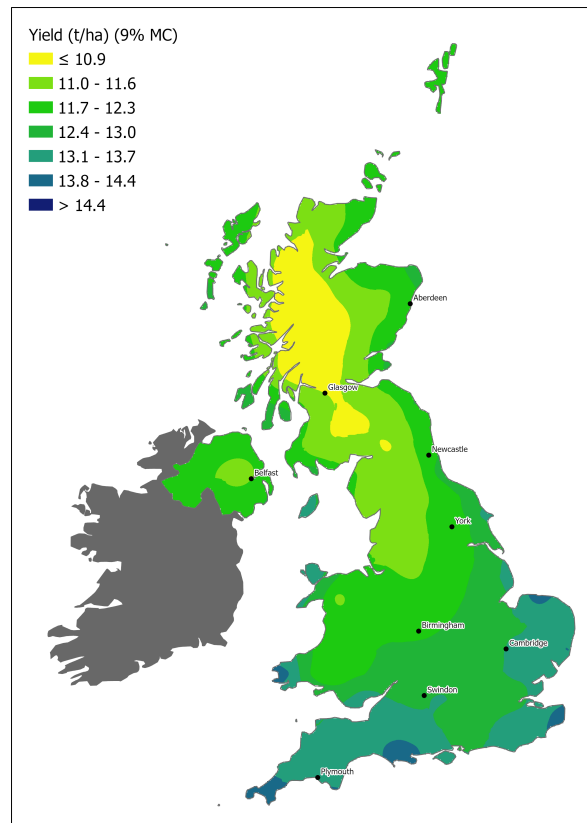 Yield (t/ha) (9% MC)
≤ 10.9
11.0 - 11.6
11.7 - 12.3
12.4 - 13.0
13.1 - 13.7
13.8 - 14.4
> 14.4
Aberdeen
Glasgow
Newcastle
Belfast
York
Birmingham
Cambridge
Swindon
Plymouth